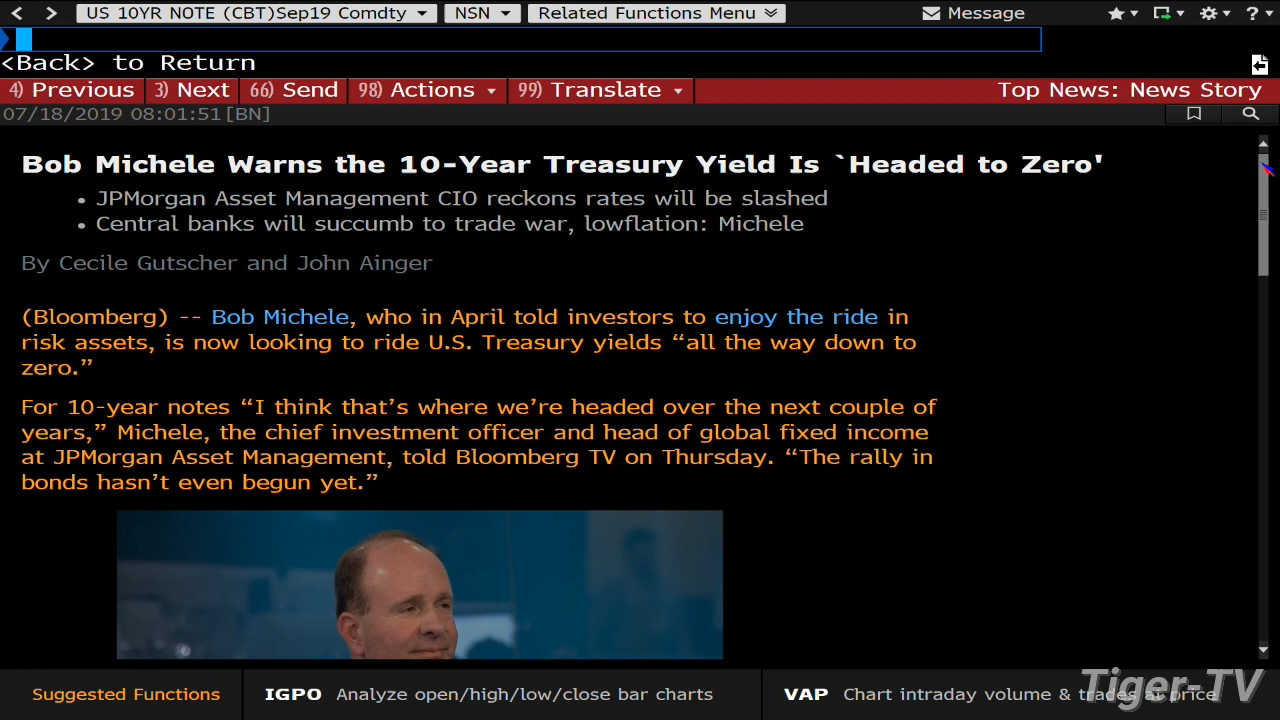 US 10YR NOTE (CBT)Sep19 Comdty NSN Related Functions Menu Message ?
<Back> to Return
4) Previous 3) Next 66) Send 98) Actions 99) Translate Top News: News Story
07/18/2019 08:01:51[BN]
Bob Michele Warns the 10-Year Treasury Yield Is `Headed to Zero'
• JPMorgan Asset Management CIO reckons rates will be slashed
• Central banks will succumb to trade war, lowflation: Michele
By Cecile Gutscher and John Ainger
(Bloomberg) -- Bob Michele, who in April told investors to enjoy the ride in
risk assets, is now looking to ride U.S. Treasury yields “all the way down to
zero.”
For 10-year notes “I think that’s where we’re headed over the next couple of
years,” Michele, the chief investment officer and head of global fixed income
at JPMorgan Asset Management, told Bloomberg TV on Thursday. “The rally in
bonds hasn’t even begun yet.”
Suggested Functions IGPO Analyze open/high/low/close bar charts VAP Chart intraday volume & trades at price
Tiger-TV